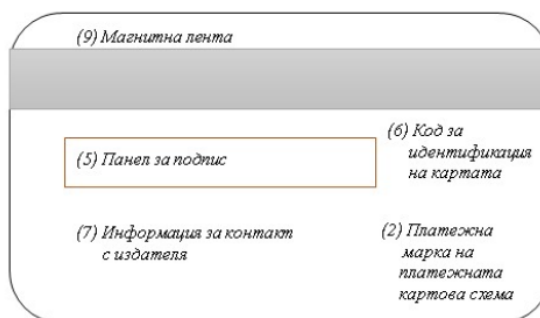 (9) Магнитна лента
(6) Код за
идентификация
на картата
(5) Панел за подпис
(7) Информация за контакт
с издателя
(2) Платежна
марка на
платежната
картова схема